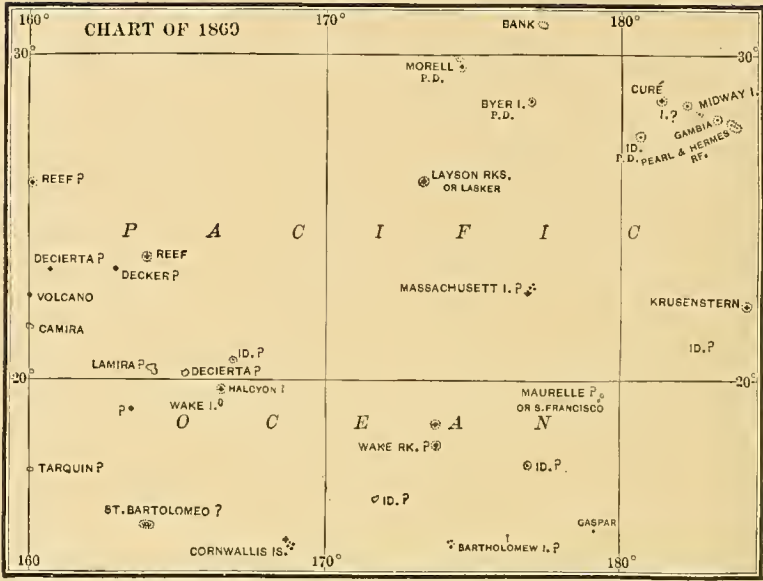 160° 170° 180°
CHART OF 1860
BANK
30° 30°
MORELL
P.D.
BYER I.
P.D.
CURÉ
MIDWAY I.
I.?
GAMBIA
ID.
P.D.
PEARL & HERMES
RF.
REEF ?
LAYSON RKS.
OR LASKER
P A C I F I C
REEF
DECIERTA ?
DECKER ?
MASSACHUSETT I. ?
VOLCANO
KRUSENSTERN
CAMIRA
ID. ?
ID. ?
LAMIRA ?
DECIERTA ?
20° 20°
HALCYON I
MAURELLE ?
OR S. FRANCISCO
WAKE I.
P
O C E A N
WAKE RK. ?
TARQUIN ?
ID. ?
ID. ?
ST. BARTOLOMEO ?
GASPAR
CORNWALLIS IS.
BARTHOLOMEW I. ?
160 170° 180°